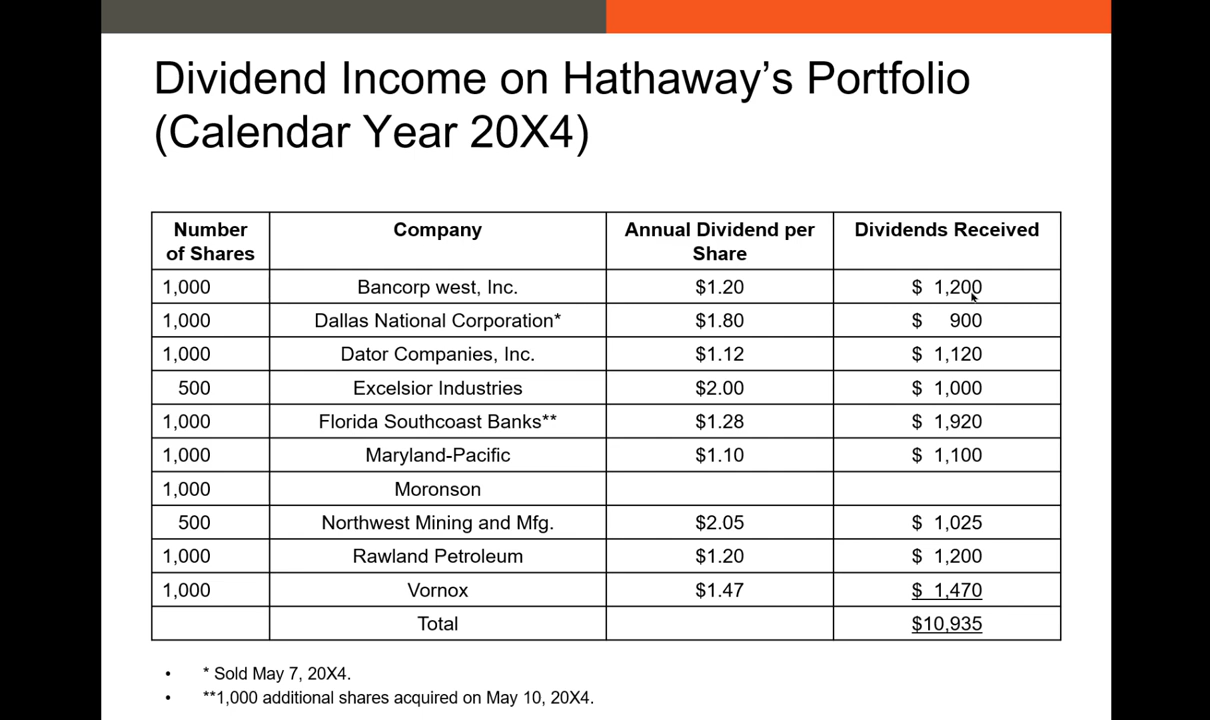 Dividend Income on Hathaway's Portfolio
(Calendar Year 20X4)
Number of Shares Company Annual Dividend per Share Dividends Received
1,000 Bancorp west, Inc. $1.20 $ 1,200
1,000 Dallas National Corporation* $1.80 $ 900
1,000 Dator Companies, Inc. $1.12 $ 1,120
500 Excelsior Industries $2.00 $ 1,000
1,000 Florida Southcoast Banks** $1.28 $ 1,920
1,000 Maryland-Pacific $1.10 $ 1,100
1,000 Moronson
500 Northwest Mining and Mfg. $2.05 $ 1,025
1,000 Rawland Petroleum $1.20 $ 1,200
1,000 Vornox $1.47 $ 1,470
Total $10,935
• * Sold May 7, 20X4.
• **1,000 additional shares acquired on May 10, 20X4.